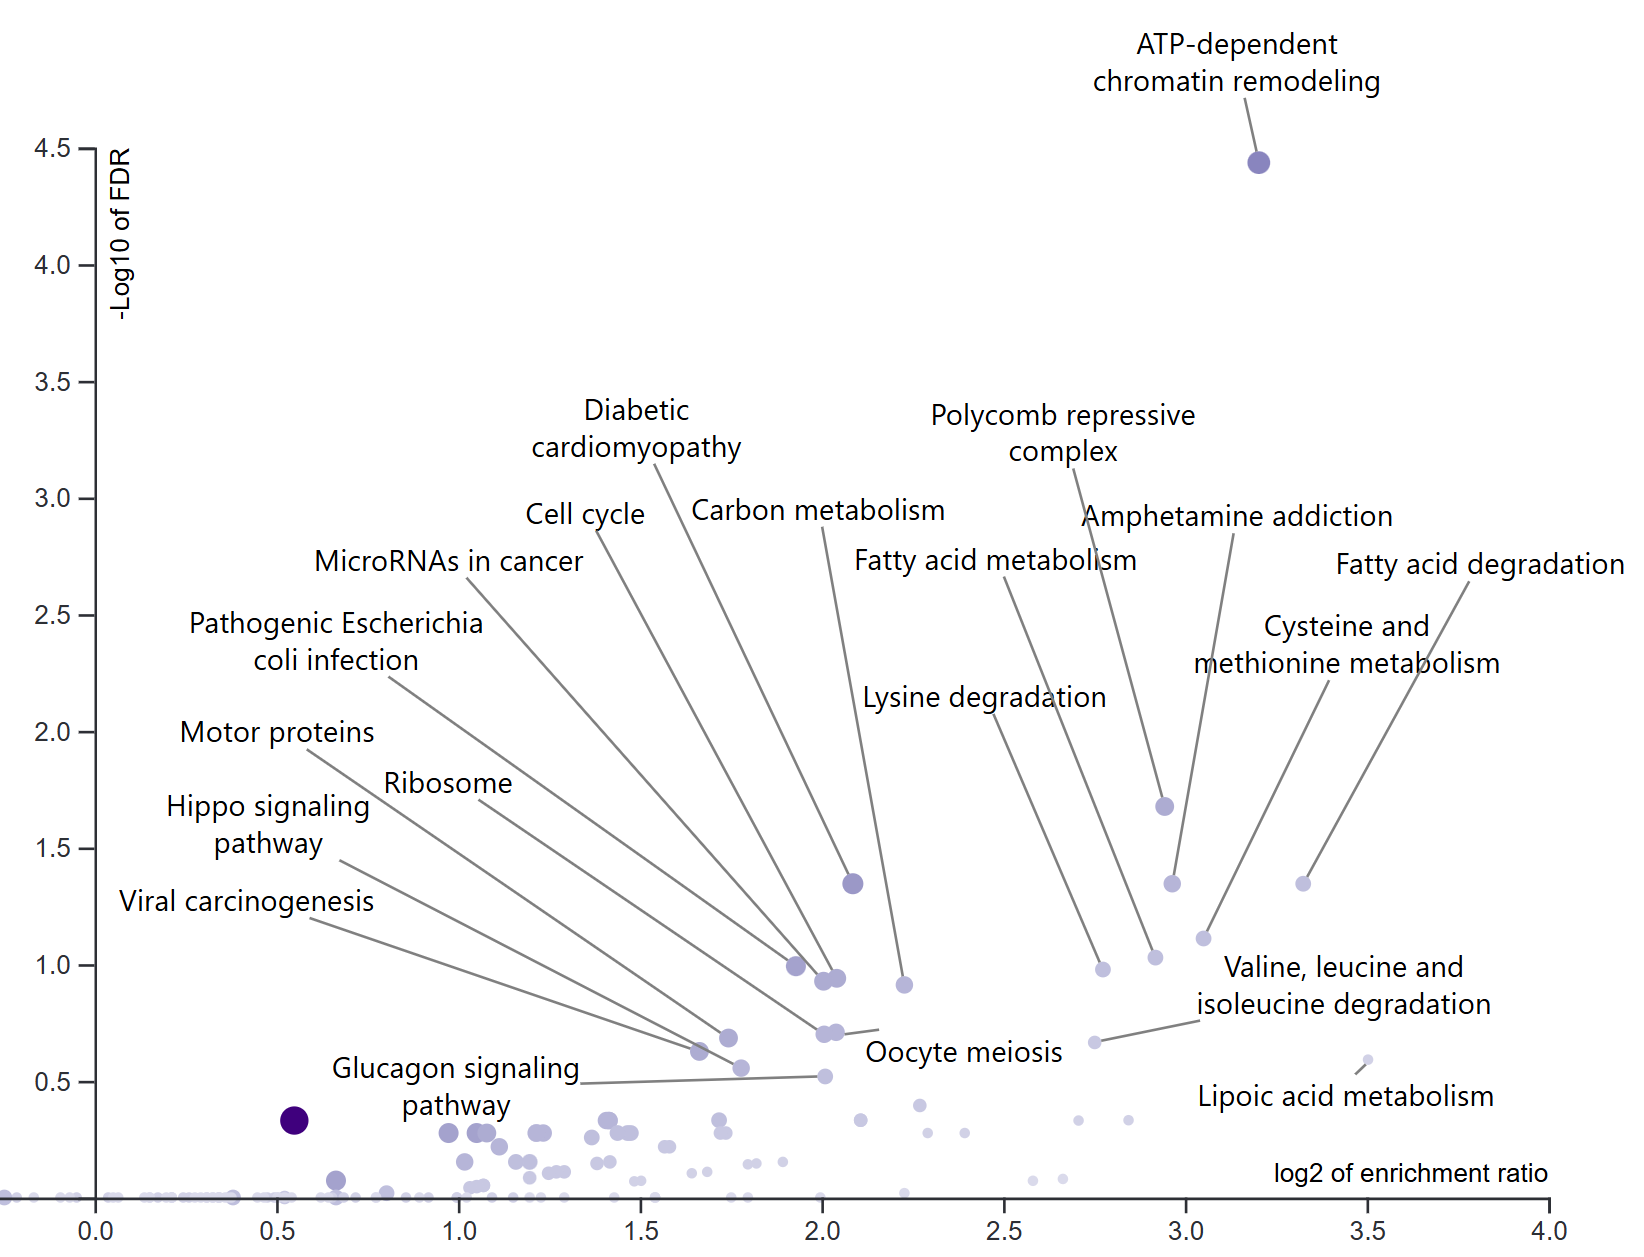 ATP-dependent
chromatin remodeling
4.5
-Log10 of FDR
4.0
3.5
Diabetic
cardiomyopathy
Polycomb repressive
complex
3.0
Cell cycle
Carbon metabolism
Amphetamine addiction
MicroRNAs in cancer
Fatty acid metabolism
Fatty acid degradation
2.5
Pathogenic Escherichia
coli infection
Cysteine and
methionine metabolism
Lysine degradation
2.0
Motor proteins
Ribosome
Hippo signaling
pathway
1.5
Viral carcinogenesis
1.0
Valine, leucine and
isoleucine degradation
Oocyte meiosis
0.5
Glucagon signaling
pathway
Lipoic acid metabolism
log2 of enrichment ratio
0.0
0.5
1.0
1.5
2.0
2.5
3.0
3.5
4.0